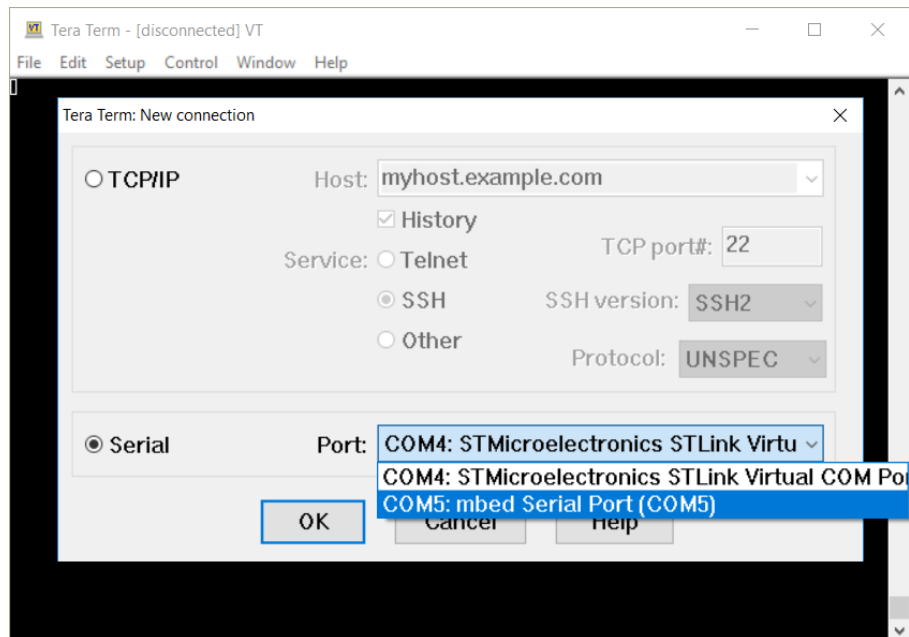 VT Tera Term - [disconnected] VT
File Edit Setup Control Window Help
Tera Term: New connection
TCP/IP Host: myhost.example.com
History
Service: Telnet TCP port#: 22
SSH SSH version: SSH2
Other Protocol: UNSPEC
Serial Port: COM4: STMicroelectronics STLink Virtu
COM4: STMicroelectronics STLink Virtual COM Po
COM5: mbed Serial Port (COM5)
OK Cancel Help